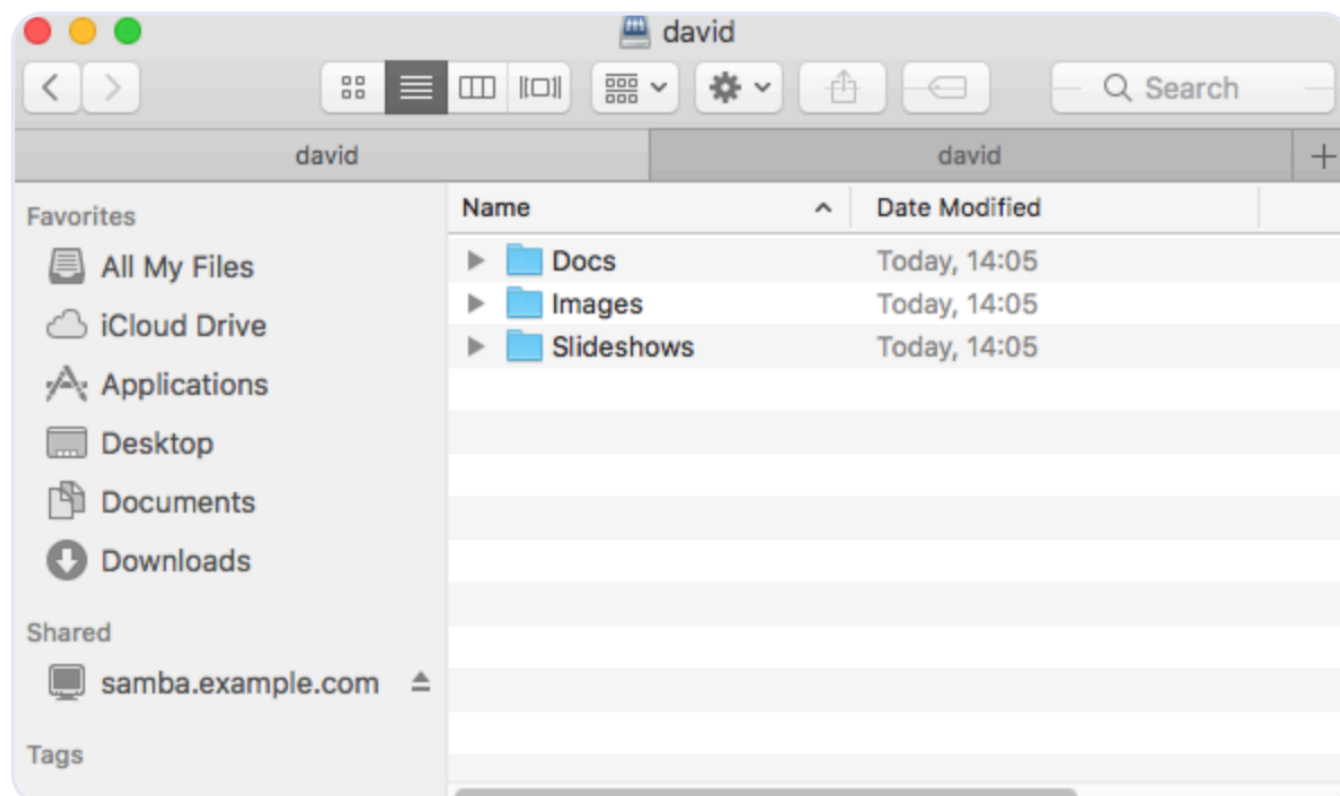 david
Search
david david
Favorites
All My Files
iCloud Drive
Applications
Desktop
Documents
Downloads
Shared
samba.example.com
Tags
Name Date Modified
Docs Today, 14:05
Images Today, 14:05
Slideshows Today, 14:05